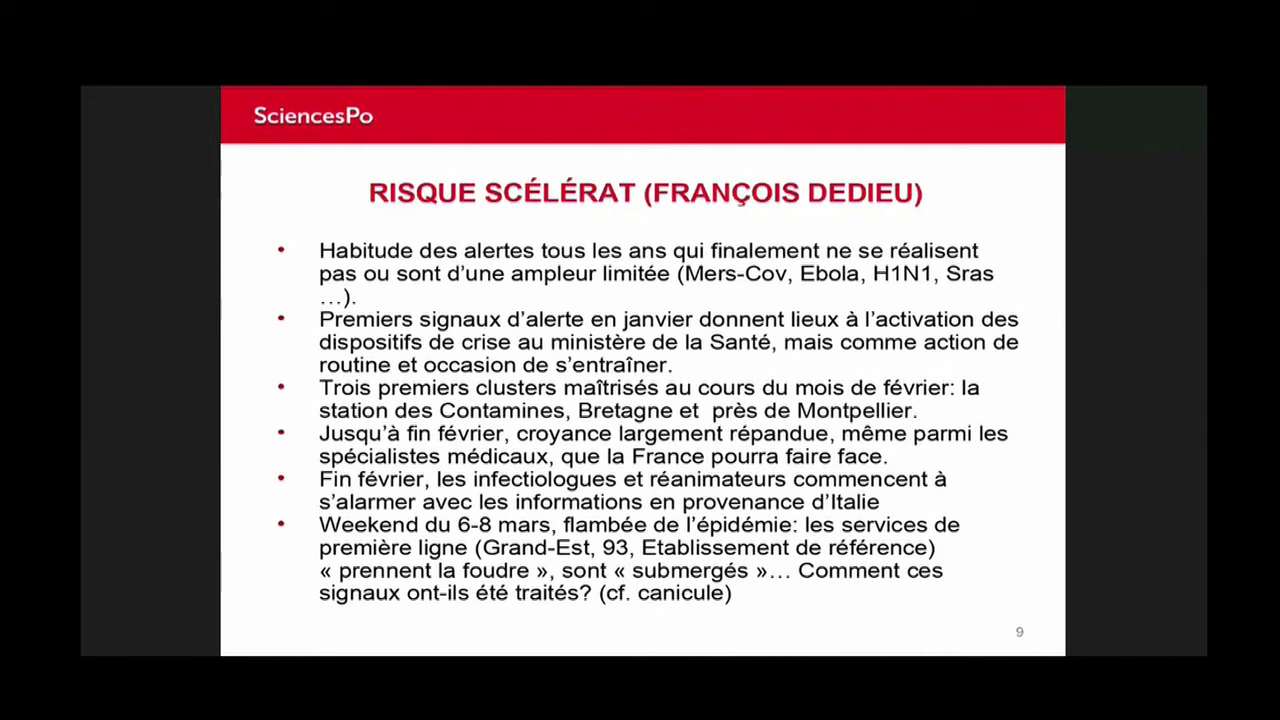 SciencesPo
RISQUE SCÉLÉRAT (FRANÇOIS DEDIEU)
• Habitude des alertes tous les ans qui finalement ne se réalisent
pas ou sont d’une ampleur limitée (Mers-Cov, Ebola, H1N1, Sras
…).
• Premiers signaux d’alerte en janvier donnent lieux à l’activation des
dispositifs de crise au ministère de la Santé, mais comme action de
routine et occasion de s’entraîner.
• Trois premiers clusters maîtrisés au cours du mois de février: la
station des Contamines, Bretagne et  près de Montpellier.
• Jusqu’à fin février, croyance largement répandue, même parmi les
spécialistes médicaux, que la France pourra faire face.
• Fin février, les infectiologues et réanimateurs commencent à
s’alarmer avec les informations en provenance d’Italie
• Weekend du 6-8 mars, flambée de l’épidémie: les services de
première ligne (Grand-Est, 93, Etablissement de référence)
« prennent la foudre », sont « submergés »… Comment ces
signaux ont-ils été traités? (cf. canicule)
9